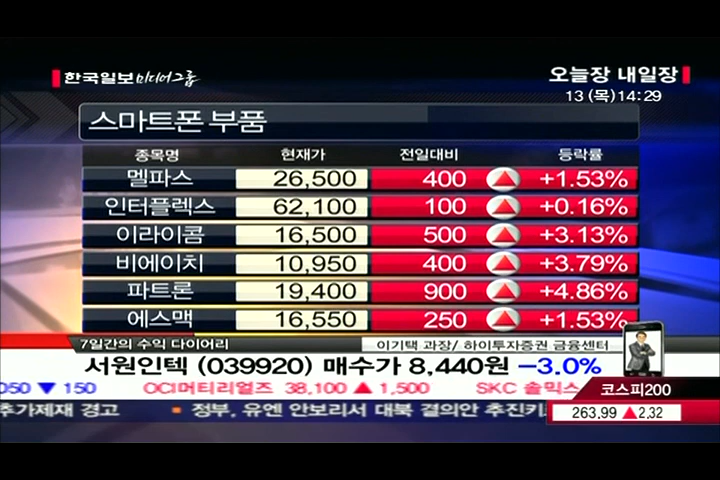 한국일보 미디어그룹
오늘장 내일장
13 (목) 14:29
스마트폰 부품
종목명 현재가 전일대비 등락률
멜파스 26,500 400 ▲ +1.53%
인터플렉스 62,100 100 ▲ +0.16%
이라이콤 16,500 500 ▲ +3.13%
비에이치 10,950 400 ▲ +3.79%
파트론 19,400 900 ▲ +4.86%
에스맥 16,550 250 ▲ +1.53%
7일간의 수익 다이어리
이기택 과장/ 하이투자증권 금융센터
서원인텍 (039920) 매수가 8,440원 -3.0%
050 ▼ 150 OCI머티리얼즈 38,100 ▲ 1,500 SKC 솔믹스
코스피200
263.99 ▲2.32
추가제재 경고 ▪ 정부, 유엔 안보리서 대북 결의안 추진키